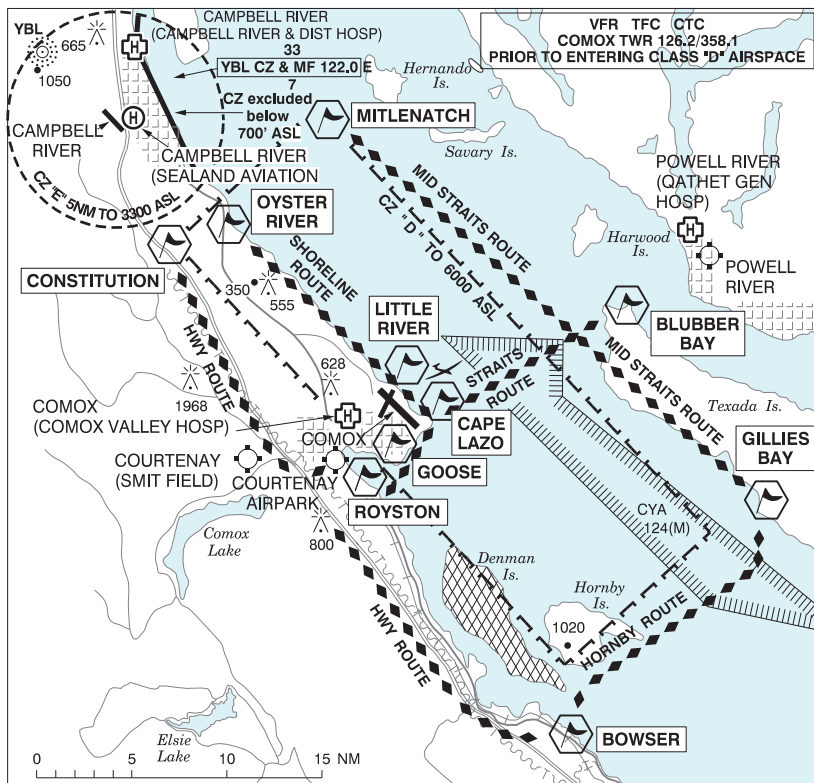 YBL
665
1050
CAMPBELL RIVER
(CAMPBELL RIVER & DIST HOSP)
33
YBL CZ & MF 122.0 E
7
CZ excluded
below
700' ASL
VFR TFC CTC
COMOX TWR 126.2/358.1
PRIOR TO ENTERING CLASS "D" AIRSPACE
Hernando
Is.
MITLENATCH
Savary Is.
H
H
CAMPBELL
RIVER
CAMPBELL RIVER
(SEALAND AVIATION
CZ "E" 5NM TO 3300 ASL
OYSTER
RIVER
CONSTITUTION
MID STRAITS ROUTE
CZ "D" TO 6000 ASL
POWELL RIVER
(QATHET GEN
HOSP)
H
Harwood
Is.
POWELL
RIVER
SHORELINE
ROUTE
350
555
HWY ROUTE
LITTLE
RIVER
BLUBBER
BAY
STRAITS
ROUTE
MID STRAITS ROUTE
628
1968
Texada Is.
COMOX
(COMOX VALLEY HOSP)
H
COMOX
CAPE
LAZO
GILLIES
BAY
GOOSE
COURTENAY
(SMIT FIELD)
COURTENAY
AIRPARK
ROYSTON
800
CYA
124(M)
Comox
Lake
Denman
Is.
Hornby
Is.
1020
HORNBY ROUTE
HWY ROUTE
BOWSER
Elsie
Lake
0 5 10 15 NM